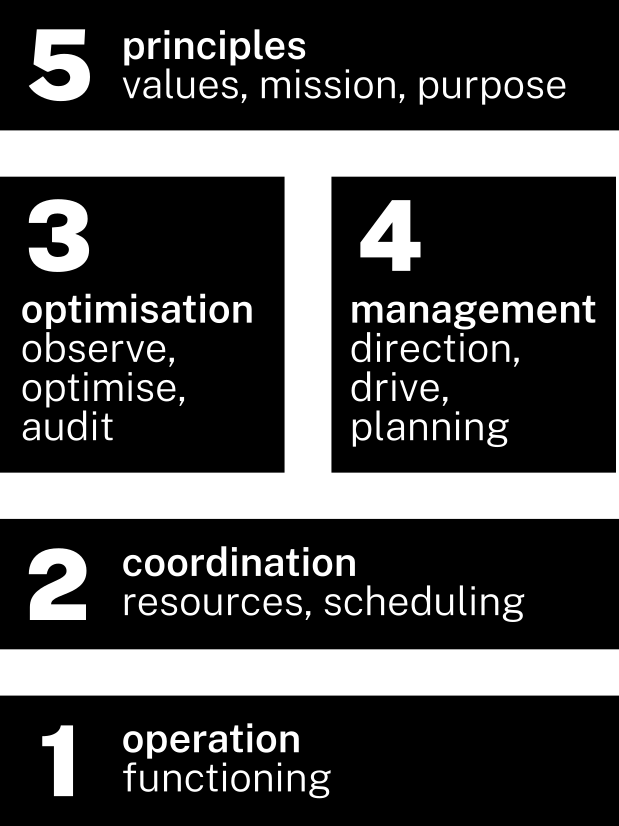 5
principles
values, mission, purpose
3
optimisation
observe,
optimise,
audit
4
management
direction,
drive,
planning
2
coordination
resources, scheduling
1
operation
functioning